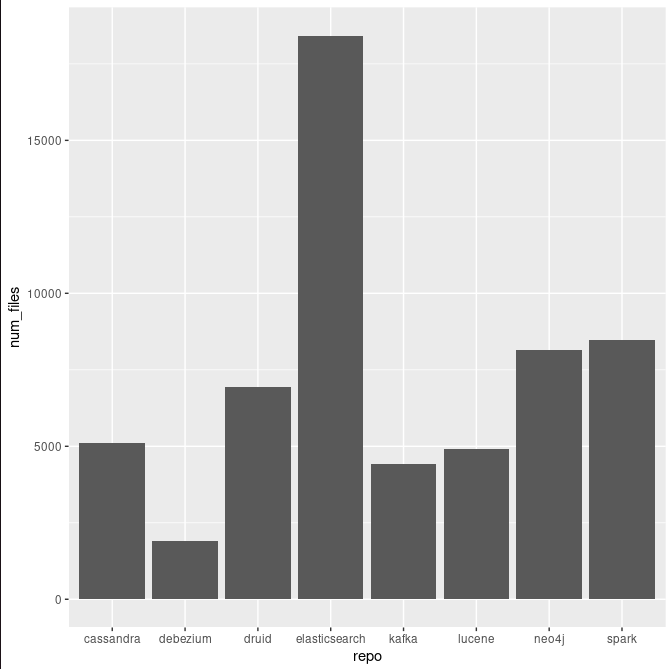 num_files
15000
10000
5000
0
cassandra debezium druid elasticsearch kafka lucene neo4j spark
repo